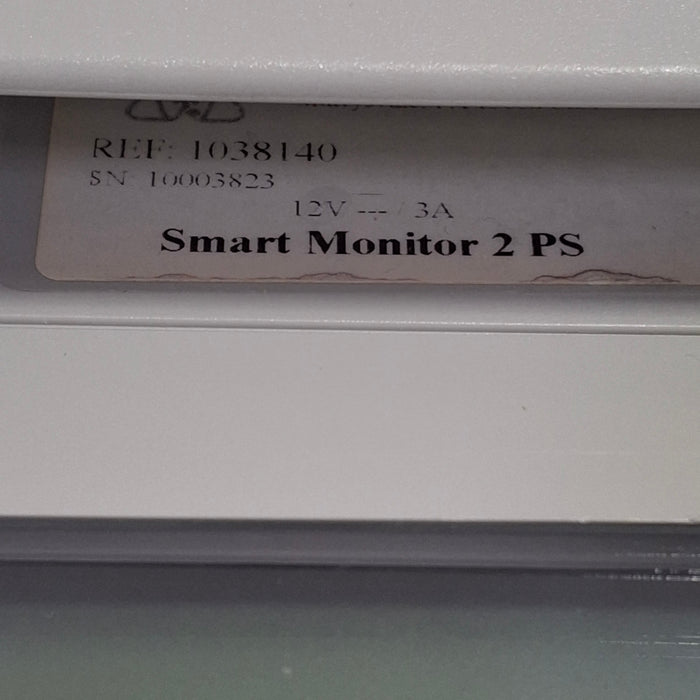 REF: 1038140
SN: 10003823
12V --- / 3A
Smart Monitor 2 PS